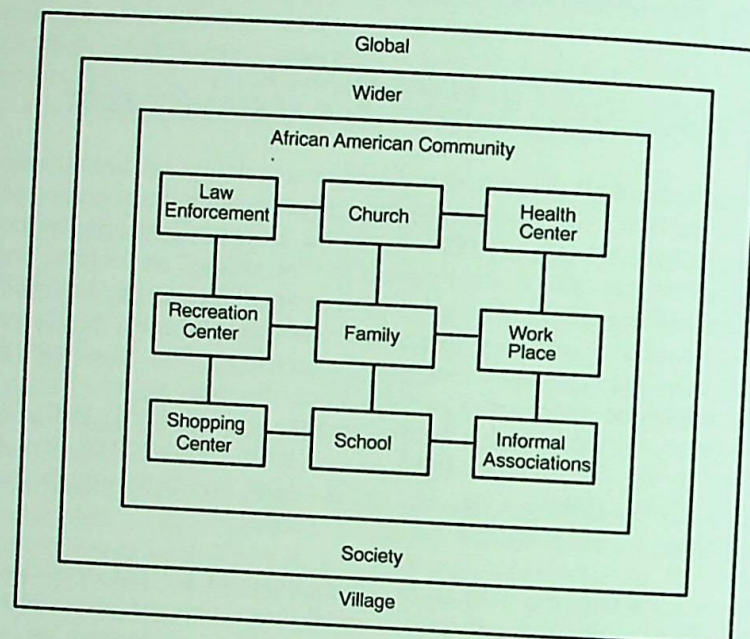 Global
Wider
African American Community
Law
Enforcement
Church
Health
Center
Recreation
Center
Family
Work
Place
Shopping
Center
School
Informal
Associations
Society
Village